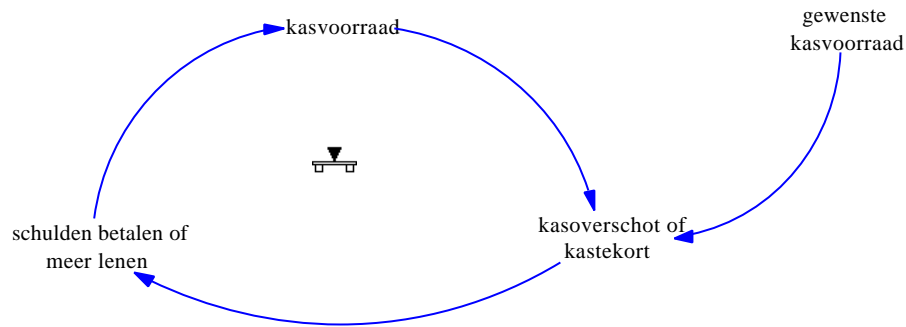 kasvoorraad
gewenste
kasvoorraad
kasoverschot of
kastekort
schulden betalen of
meer lenen